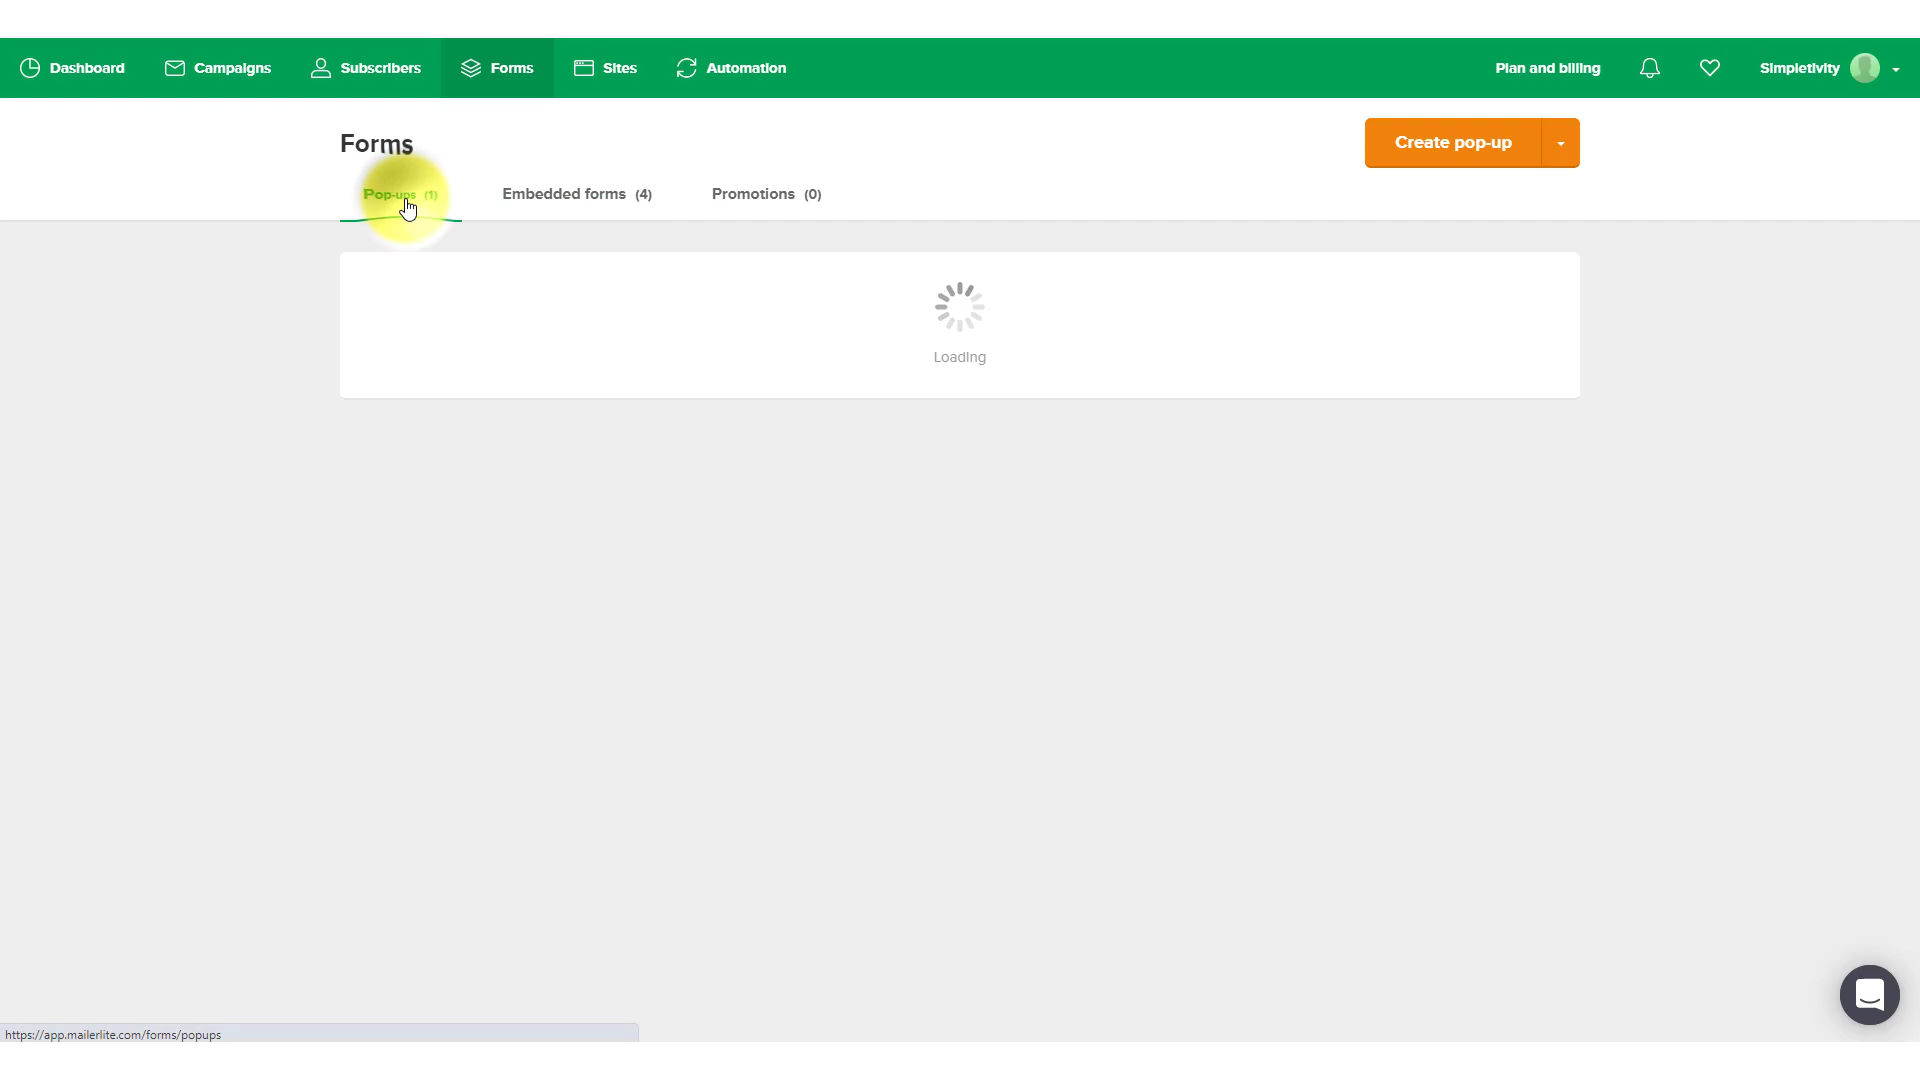 Dashboard
Campaigns
Subscribers
Forms
Sites
Automation
Plan and billing
Simpletivity
Forms
Create pop-up
Pop-ups (1)
Embedded forms (4)
Promotions (0)
Loading
https://app.mailerlite.com/forms/popups